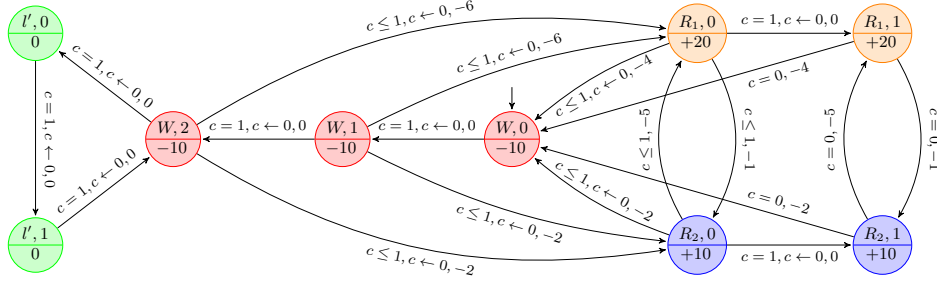 l′, 0
0
R₁, 0
+20
R₁, 1
+20
c ≤ 1, c ← 0, −6
c = 1, c ← 0, 0
c = 1, c ← 0, 0
c ≤ 1, c ← 0, −6
c ≤ 1, c ← 0, −4
c = 0, −4
c = 1, c ← 0, 0
W, 2
−10
c = 1, c ← 0, 0
W, 1
−10
c = 1, c ← 0, 0
W, 0
−10
c ≤ 1, −5
c ≤ 1, −1
c = 0, −5
c = 0, −1
c = 1, c ← 0, 0
c ≤ 1, c ← 0, −2
c ≤ 1, c ← 0, −2
c = 0, −2
l′, 1
0
c ≤ 1, c ← 0, −2
R₂, 0
+10
c = 1, c ← 0, 0
R₂, 1
+10